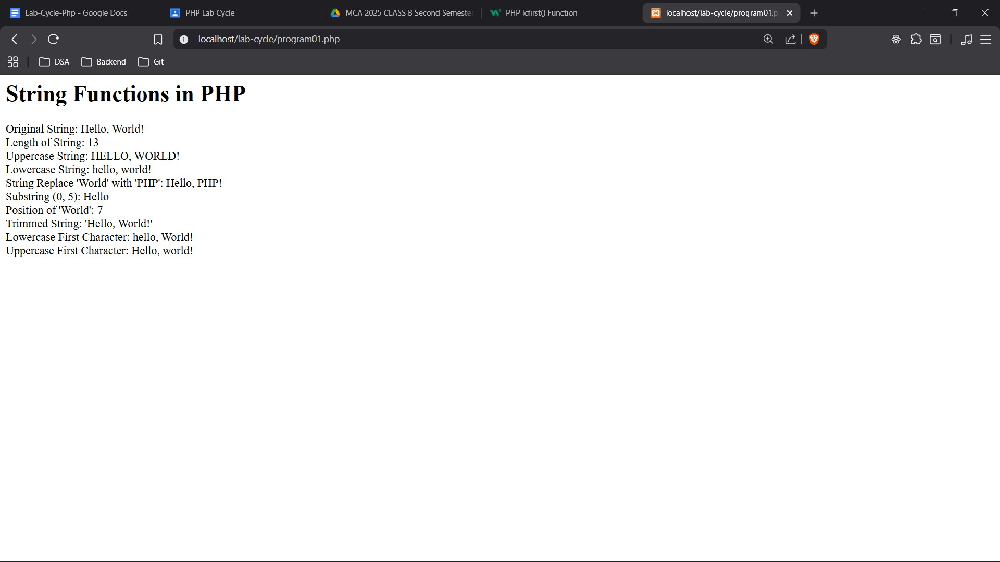 Lab-Cycle-Php - Google Docs
PHP Lab Cycle
MCA 2025 CLASS B Second Semester
PHP lcfirst() Function
localhost/lab-cycle/program01.p
localhost/lab-cycle/program01.php
DSA
Backend
Git
String Functions in PHP
Original String: Hello, World!
Length of String: 13
Uppercase String: HELLO, WORLD!
Lowercase String: hello, world!
String Replace 'World' with 'PHP': Hello, PHP!
Substring (0, 5): Hello
Position of 'World': 7
Trimmed String: 'Hello, World!'
Lowercase First Character: hello, World!
Uppercase First Character: Hello, world!